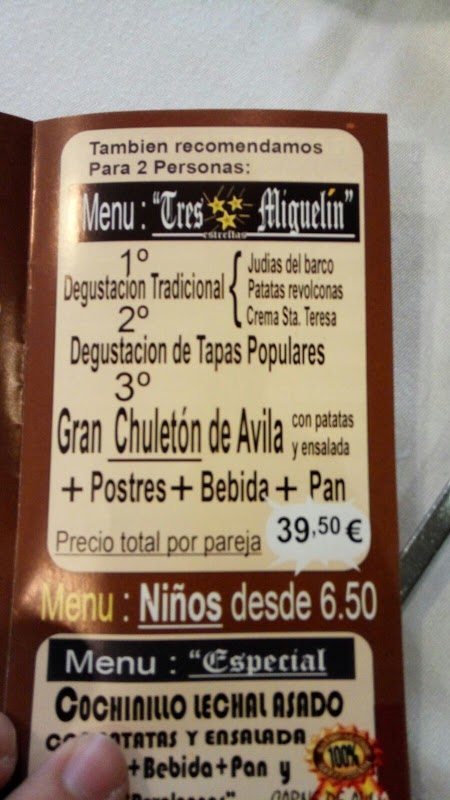 Tambien recomendamos
Para 2 Personas:
Menu : "Tres estrellas Miguelín"
1º
Degustacion Tradicional { Judias del barco
Patatas revolconas
Crema Sta. Teresa
2º
Degustacion de Tapas Populares
3º
Gran Chuletón de Avila con patatas
y ensalada
+ Postres + Bebida + Pan
Precio total por pareja 39,50 €
Menu : Niños desde 6.50
Menu : "Especial
COCHINILLO LECHAL ASADO
PATATAS Y ENSALADA
+Bebida+Pan y
100%